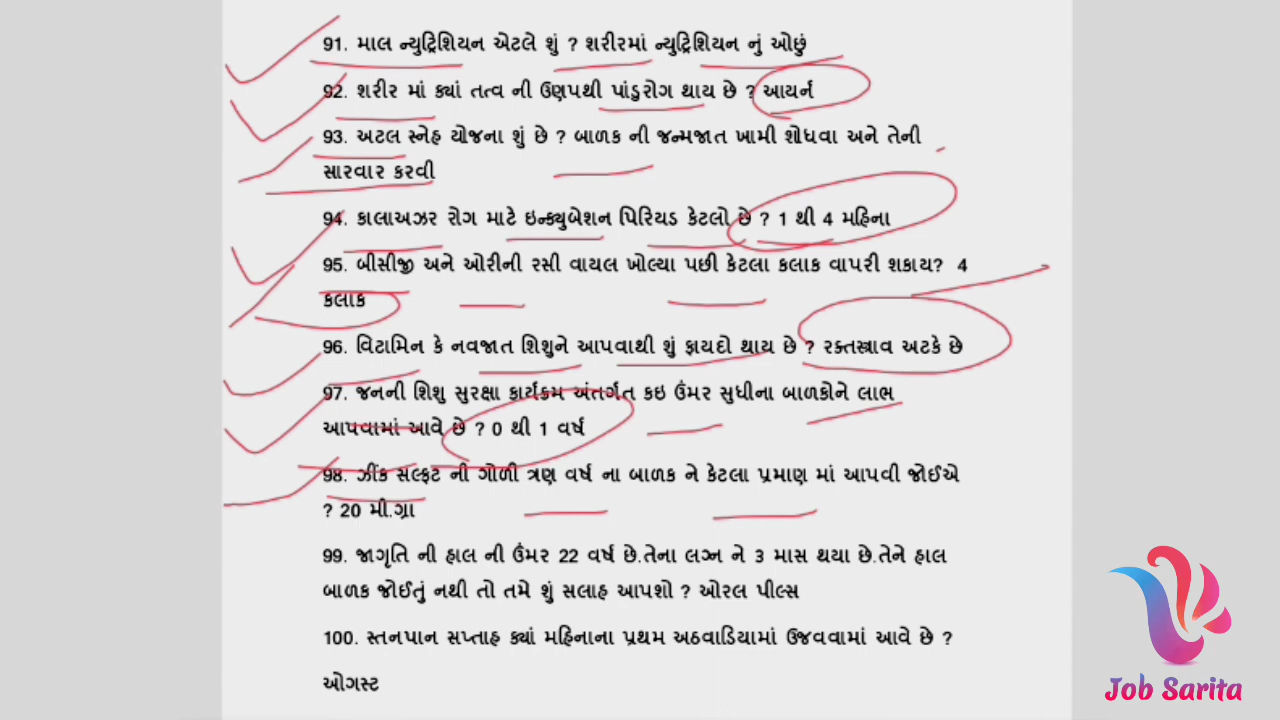 91. માલ ન્યુટ્રિશિયન એટલે શું ? શરીરમાં ન્યુટ્રિશિયન નું ઓછું
92. શરીર માં ક્યાં તત્વ ની ઉણપથી પાંડુરોગ થાય છે ? આયર્ન
93. અટલ સ્નેહ યોજના શું છે ? બાળક ની જન્મજાત ખામી શોધવા અને તેની
સારવાર કરવી
94. કાલાઅઝર રોગ માટે ઇન્ક્યુબેશન પિરિયડ કેટલો છે ? 1 થી 4 મહિના
95. બીસીજી અને ઓરીની રસી વાયલ ખોલ્યા પછી કેટલા કલાક વાપરી શકાય? 4
કલાક
96. વિટામિન કે નવજાત શિશુને આપવાથી શું ફાયદો થાય છે ? રક્તસ્ત્રાવ અટકે છે
97. જનની શિશુ સુરક્ષા કાર્યક્રમ અંતર્ગત કઇ ઉંમર સુધીના બાળકોને લાભ
આપવામાં આવે છે ? 0 થી 1 વર્ષ
98. ઝીંક સલ્ફટ ની ગોળી ત્રણ વર્ષ ના બાળક ને કેટલા પ્રમાણ માં આપવી જોઈએ
? 20 મી.ગ્રા
99. જાગૃતિ ની હાલ ની ઉંમર 22 વર્ષ છે.તેના લગ્ન ને 3 માસ થયા છે.તેને હાલ
બાળક જોઈતું નથી તો તમે શું સલાહ આપશો ? ઓરલ પીલ્સ
100. સ્તનપાન સપ્તાહ ક્યાં મહિનાના પ્રથમ અઠવાડિયામાં ઉજવવામાં આવે છે ?
ઓગસ્ટ
Job Sarita